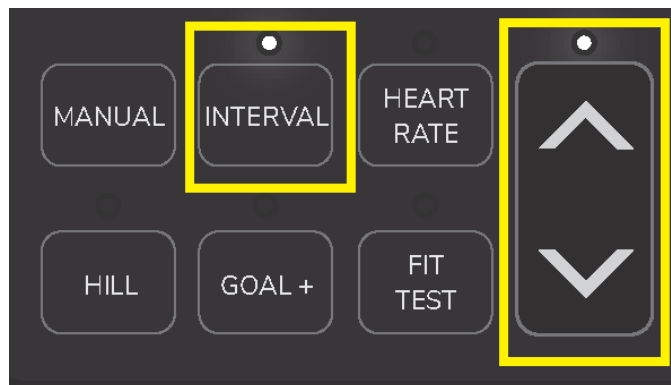 MANUAL
INTERVAL
HEART
RATE
HILL
GOAL +
FIT
TEST